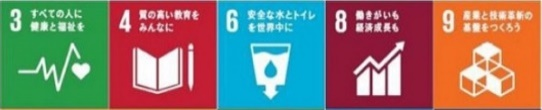 3 すべての人に
健康と福祉を
4 質の高い教育を
みんなに
6 安全な水とトイレ
を世界中に
8 働きがいも
経済成長も
9 産業と技術革新の
基盤をつくろう